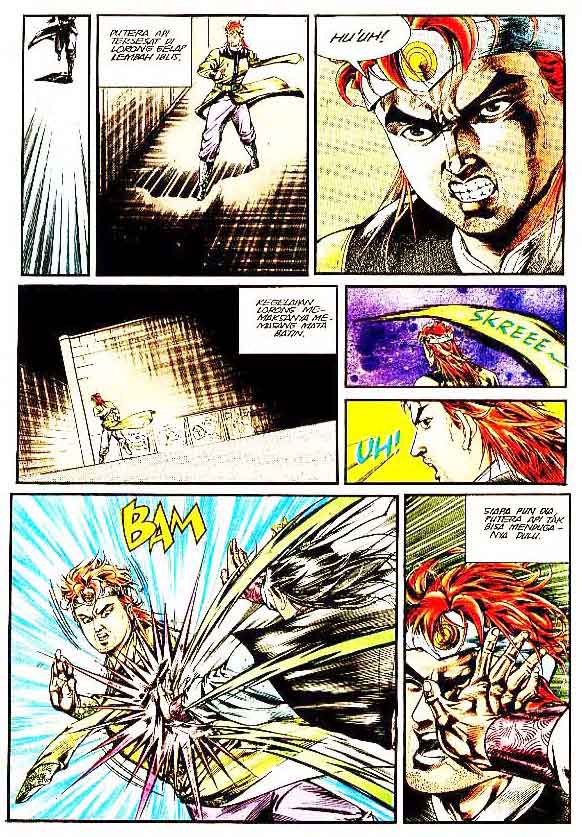 PUTERA API
TERSESAT DI
LORONG GELAP
LEMBAH IBLIS,
HU'UH!
KEGELAPAN
LORONG ME-
MAKSANYA ME-
MASANG MATA
BATIN.
SKREEE~
UH!
BAM
SIAPA PUN DIA,
PUTERA API TAK
BISA MENDUGA-
NYA DULU.